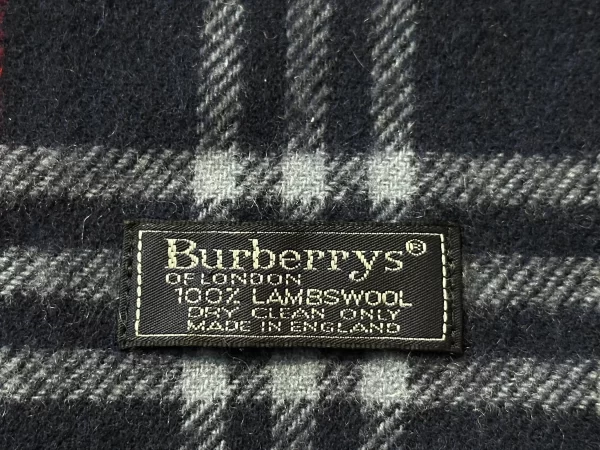 Burberrys®
OF LONDON
100% LAMBSWOOL
DRY CLEAN ONLY
MADE IN ENGLAND